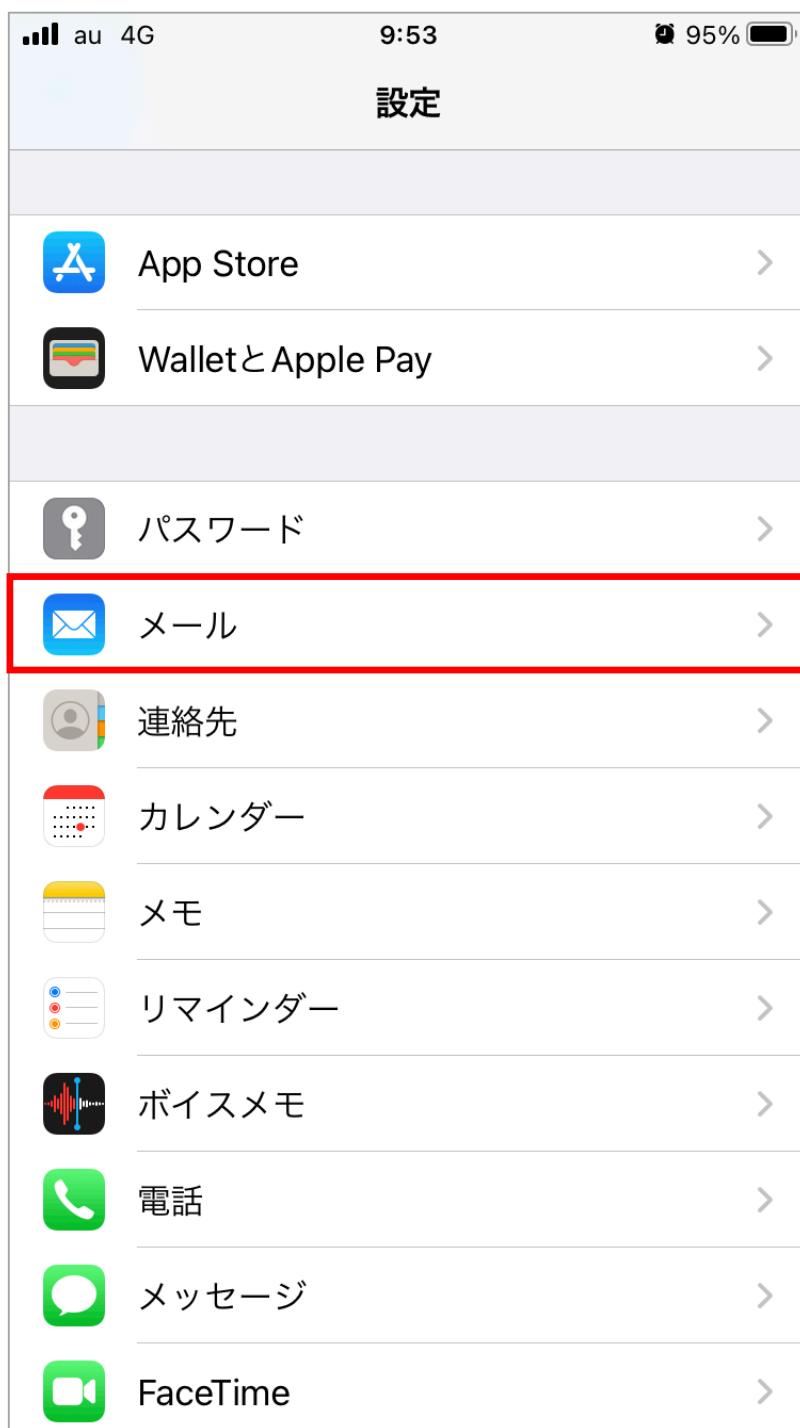 au 4G 9:53 95%
設定
App Store
WalletとApple Pay
パスワード
メール
連絡先
カレンダー
メモ
リマインダー
ボイスメモ
電話
メッセージ
FaceTime